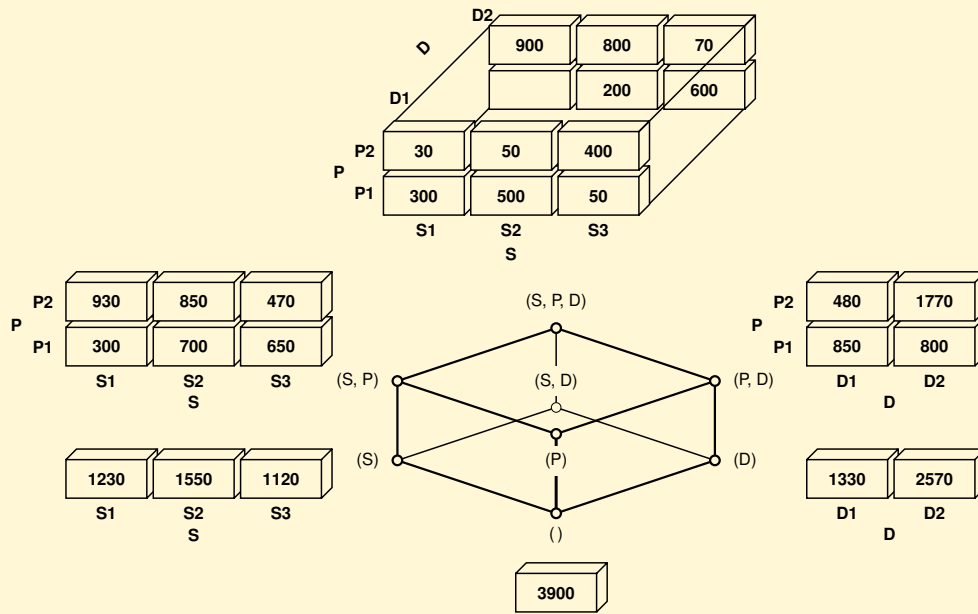 D2
900 800 70
D
D1
200 600
P2 30 50 400
P
P1 300 500 50
S1 S2 S3
S
P2 930 850 470
P
P1 300 700 650
S1 S2 S3
S
(S, P, D)
(S, P) (S, D) (P, D)
(S) (P) (D)
( )
P2 480 1770
P
P1 850 800
D1 D2
D
1230 1550 1120
S1 S2 S3
S
1330 2570
D1 D2
D
3900